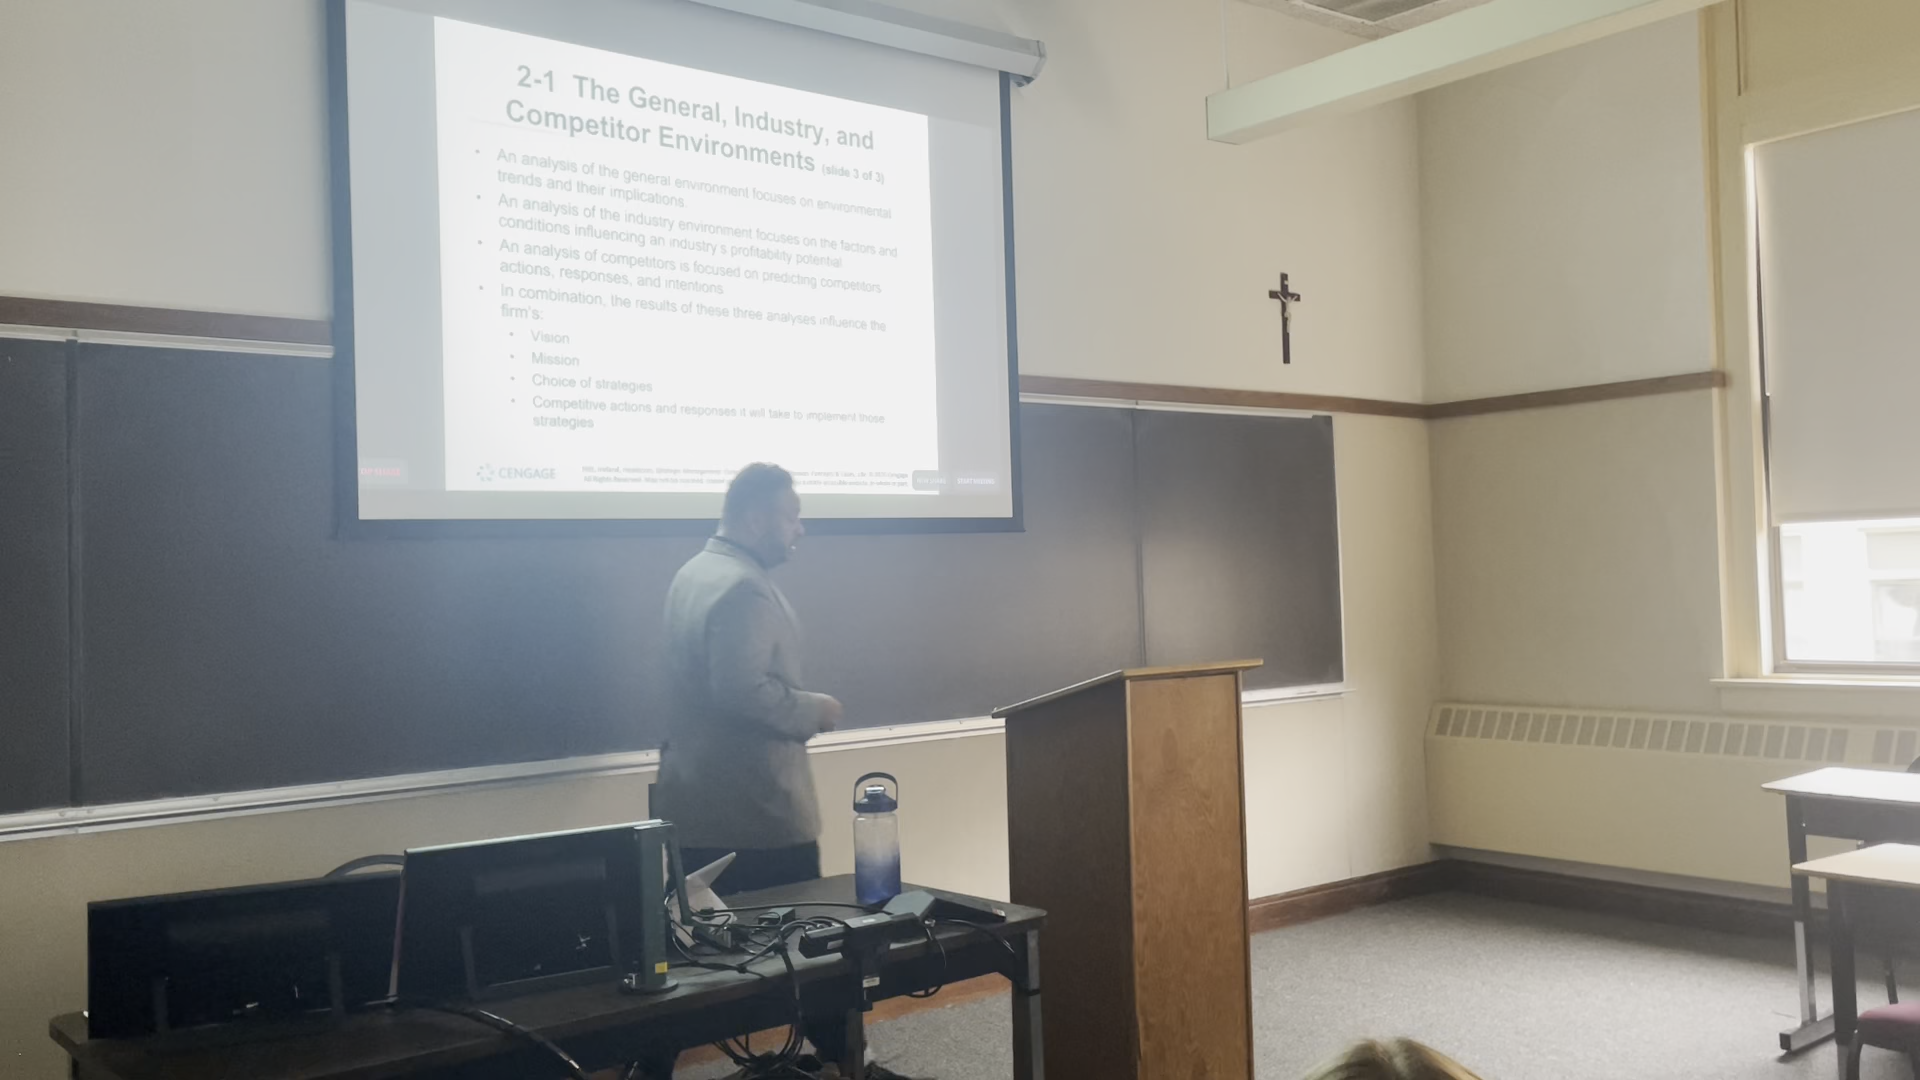 2-1 The General, Industry, and
Competitor Environments (slide 3 of 3)
• An analysis of the general environment focuses on environmental
trends and their implications.
• An analysis of the industry environment focuses on the factors and
conditions influencing an industry's profitability potential
• An analysis of competitors is focused on predicting competitors
actions, responses, and intentions
• In combination, the results of these three analyses influence the
firm's:
• Vision
• Mission
• Choice of strategies
• Competitive actions and responses it will take to implement those
strategies
CENGAGE